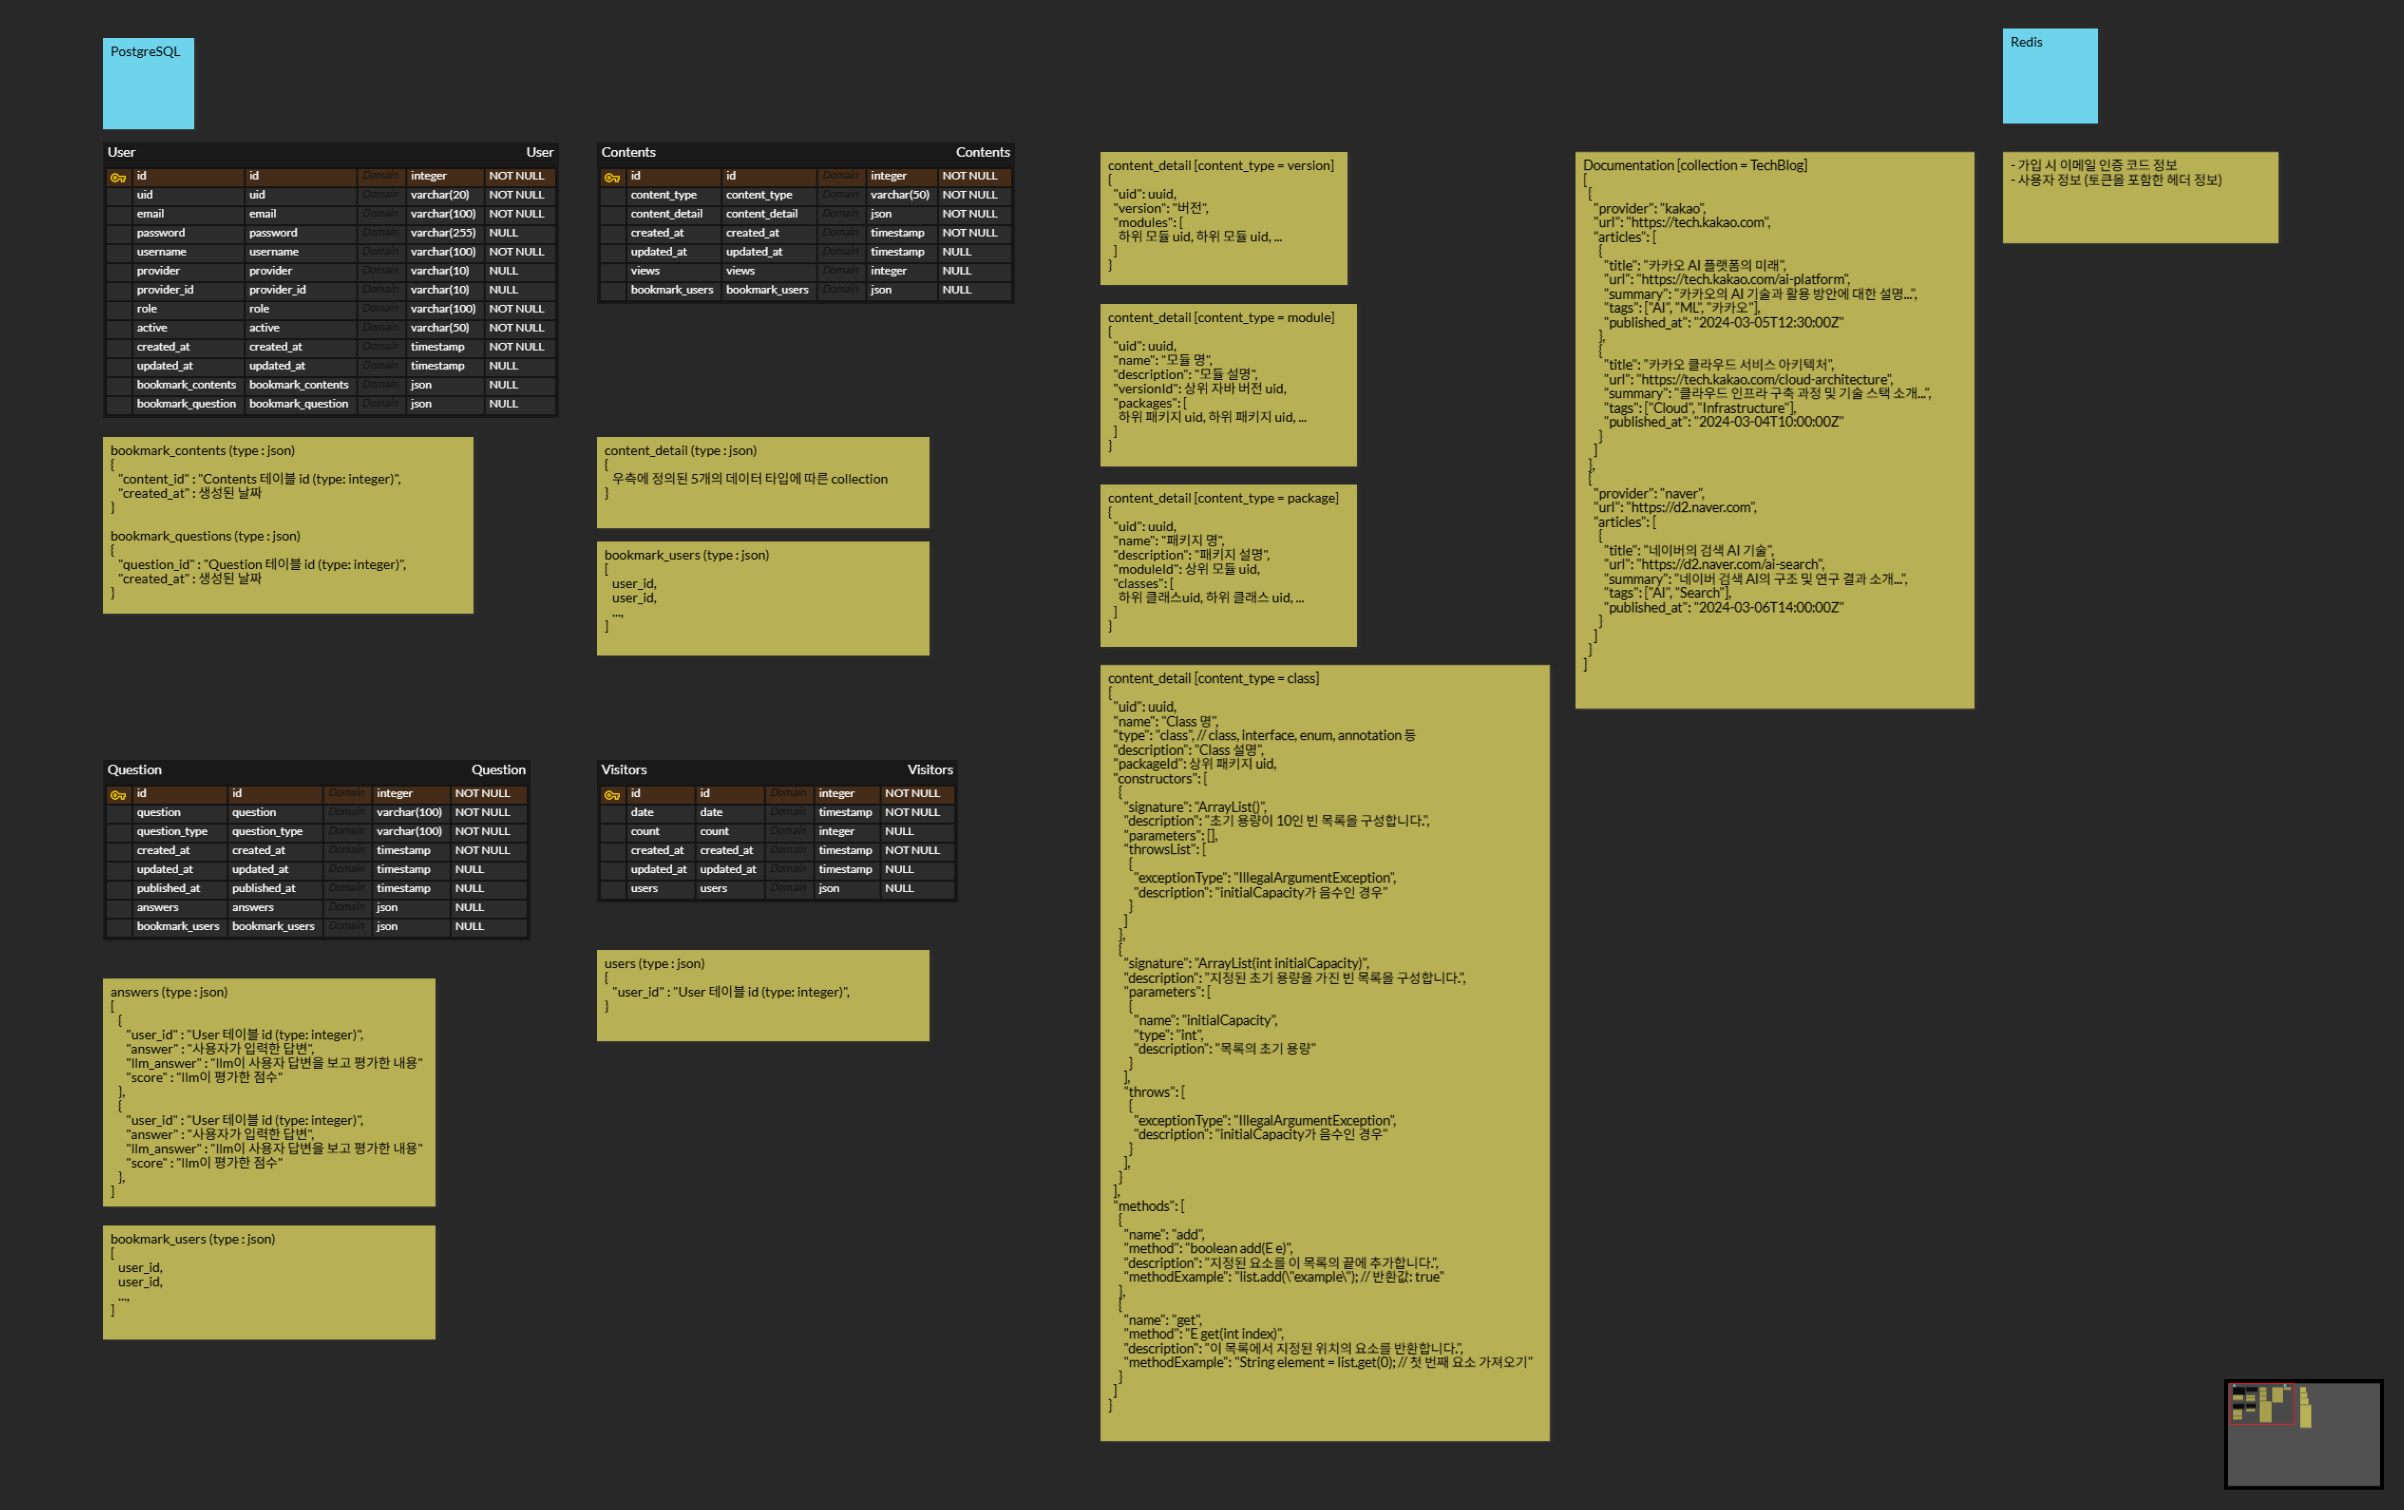 PostgreSQL
User User
id id Domain integer NOT NULL
uid uid Domain varchar(20) NOT NULL
email email Domain varchar(100) NOT NULL
password password Domain varchar(255) NULL
username username Domain varchar(100) NOT NULL
provider provider Domain varchar(10) NULL
provider_id provider_id Domain varchar(10) NULL
role role Domain varchar(100) NOT NULL
active active Domain varchar(50) NOT NULL
created_at created_at Domain timestamp NOT NULL
updated_at updated_at Domain timestamp NULL
bookmark_contents bookmark_contents Domain json NULL
bookmark_question bookmark_question Domain json NULL
bookmark_contents (type : json)
{
"content_id" : "Contents 테이블 id (type: integer)",
"created_at" : 생성된 날짜
}
bookmark_questions (type : json)
{
"question_id" : "Question 테이블 id (type: integer)",
"created_at" : 생성된 날짜
}
Contents Contents
id id Domain integer NOT NULL
content_type content_type Domain varchar(50) NOT NULL
content_detail content_detail Domain json NOT NULL
created_at created_at Domain timestamp NOT NULL
updated_at updated_at Domain timestamp NULL
views views Domain integer NULL
bookmark_users bookmark_users Domain json NULL
content_detail (type : json)
{
우측에 정의된 5개의 데이터 타입에 따른 collection
}
bookmark_users (type : json)
[
user_id,
user_id,
...,
]
Question Question
id id Domain integer NOT NULL
question question Domain varchar(100) NOT NULL
question_type question_type Domain varchar(100) NOT NULL
created_at created_at Domain timestamp NOT NULL
updated_at updated_at Domain timestamp NULL
published_at published_at Domain timestamp NULL
answers answers Domain json NULL
bookmark_users bookmark_users Domain json NULL
answers (type : json)
[
{
"user_id" : "User 테이블 id (type: integer)",
"answer" : "사용자가 입력한 답변",
"llm_answer" : "llm이 사용자 답변을 보고 평가한 내용"
"score" : "llm이 평가한 점수"
},
{
"user_id" : "User 테이블 id (type: integer)",
"answer" : "사용자가 입력한 답변",
"llm_answer" : "llm이 사용자 답변을 보고 평가한 내용"
"score" : "llm이 평가한 점수"
},
]
bookmark_users (type : json)
[
user_id,
user_id,
...,
]
Visitors Visitors
id id Domain integer NOT NULL
date date Domain timestamp NOT NULL
count count Domain integer NULL
created_at created_at Domain timestamp NOT NULL
updated_at updated_at Domain timestamp NULL
users users Domain json NULL
users (type : json)
{
"user_id" : "User 테이블 id (type: integer)",
}
content_detail [content_type = version]
{
"uid": uuid,
"version": "버전",
"modules": [
하위 모듈 uid, 하위 모듈 uid, ...
]
}
content_detail [content_type = module]
{
"uid": uuid,
"name": "모듈 명",
"description": "모듈 설명",
"versionId": 상위 자바 버전 uid,
"packages": [
하위 패키지 uid, 하위 패키지 uid, ...
]
}
content_detail [content_type = package]
{
"uid": uuid,
"name": "패키지 명",
"description": "패키지 설명",
"moduleId": 상위 모듈 uid,
"classes": [
하위 클래스uid, 하위 클래스 uid, ...
]
}
content_detail [content_type = class]
{
"uid": uuid,
"name": "Class 명",
"type": "class", // class, interface, enum, annotation 등
"description": "Class 설명",
"packageId": 상위 패키지 uid,
"constructors": [
{
"signature": "ArrayList()",
"description": "초기 용량이 10인 빈 목록을 구성합니다.",
"parameters": [],
"throwsList": [
{
"exceptionType": "IllegalArgumentException",
"description": "initialCapacity가 음수인 경우"
}
]
},
{
"signature": "ArrayList(int initialCapacity)",
"description": "지정된 초기 용량을 가진 빈 목록을 구성합니다.",
"parameters": [
{
"name": "initialCapacity",
"type": "int",
"description": "목록의 초기 용량"
}
],
"throws": [
{
"exceptionType": "IllegalArgumentException",
"description": "initialCapacity가 음수인 경우"
}
],
}
],
"methods": [
{
"name": "add",
"method": "boolean add(E e)",
"description": "지정된 요소를 이 목록의 끝에 추가합니다.",
"methodExample": "list.add(\"example\"); // 반환값: true"
},
{
"name": "get",
"method": "E get(int index)",
"description": "이 목록에서 지정된 위치의 요소를 반환합니다.",
"methodExample": "String element = list.get(0); // 첫 번째 요소 가져오기"
}
]
}
Documentation [collection = TechBlog]
[
{
"provider": "kakao",
"url": "https://tech.kakao.com",
"articles": [
{
"title": "카카오 AI 플랫폼의 미래",
"url": "https://tech.kakao.com/ai-platform",
"summary": "카카오의 AI 기술과 활용 방안에 대한 설명...",
"tags": ["AI", "ML", "카카오"],
"published_at": "2024-03-05T12:30:00Z"
},
{
"title": "카카오 클라우드 서비스 아키텍처",
"url": "https://tech.kakao.com/cloud-architecture",
"summary": "클라우드 인프라 구축 과정 및 기술 스택 소개...",
"tags": ["Cloud", "Infrastructure"],
"published_at": "2024-03-04T10:00:00Z"
}
]
},
{
"provider": "naver",
"url": "https://d2.naver.com",
"articles": [
{
"title": "네이버의 검색 AI 기술",
"url": "https://d2.naver.com/ai-search",
"summary": "네이버 검색 AI의 구조 및 연구 결과 소개...",
"tags": ["AI", "Search"],
"published_at": "2024-03-06T14:00:00Z"
}
]
}
]
Redis
- 가입 시 이메일 인증 코드 정보
- 사용자 정보 (토큰을 포함한 헤더 정보)